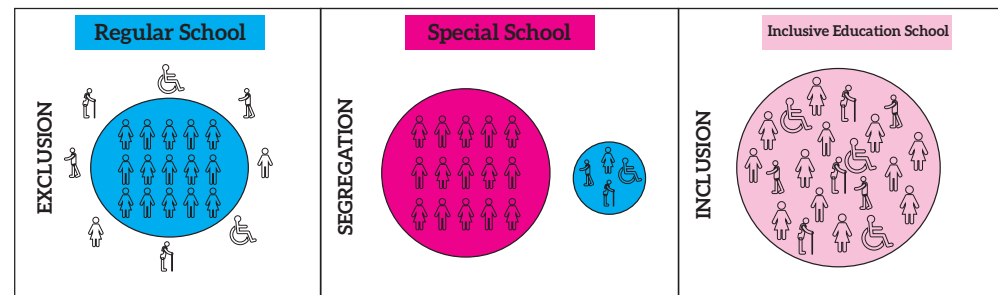 Regular School
EXCLUSION
Special School
SEGREGATION
Inclusive Education School
INCLUSION